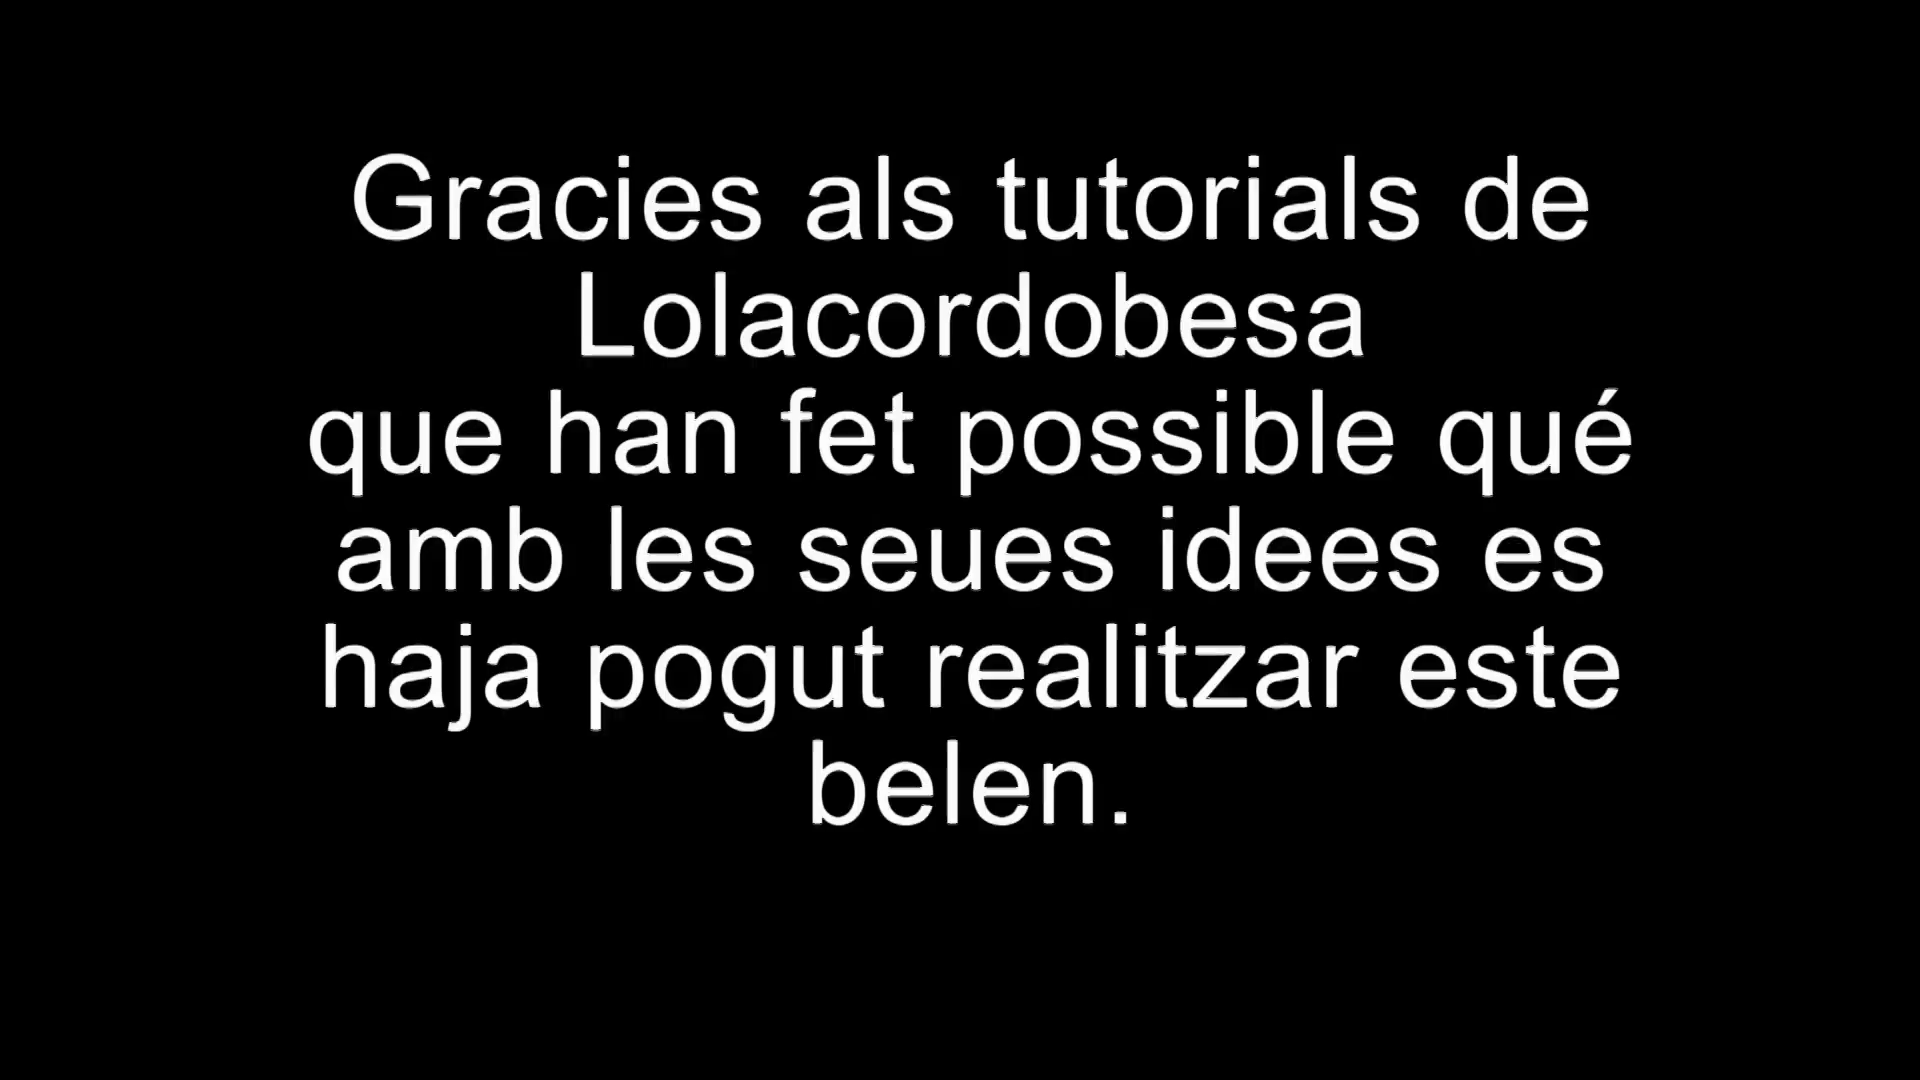 Gracies als tutorials de
Lolacordobesa
que han fet possible qué
amb les seues idees es
haja pogut realitzar este
belen.